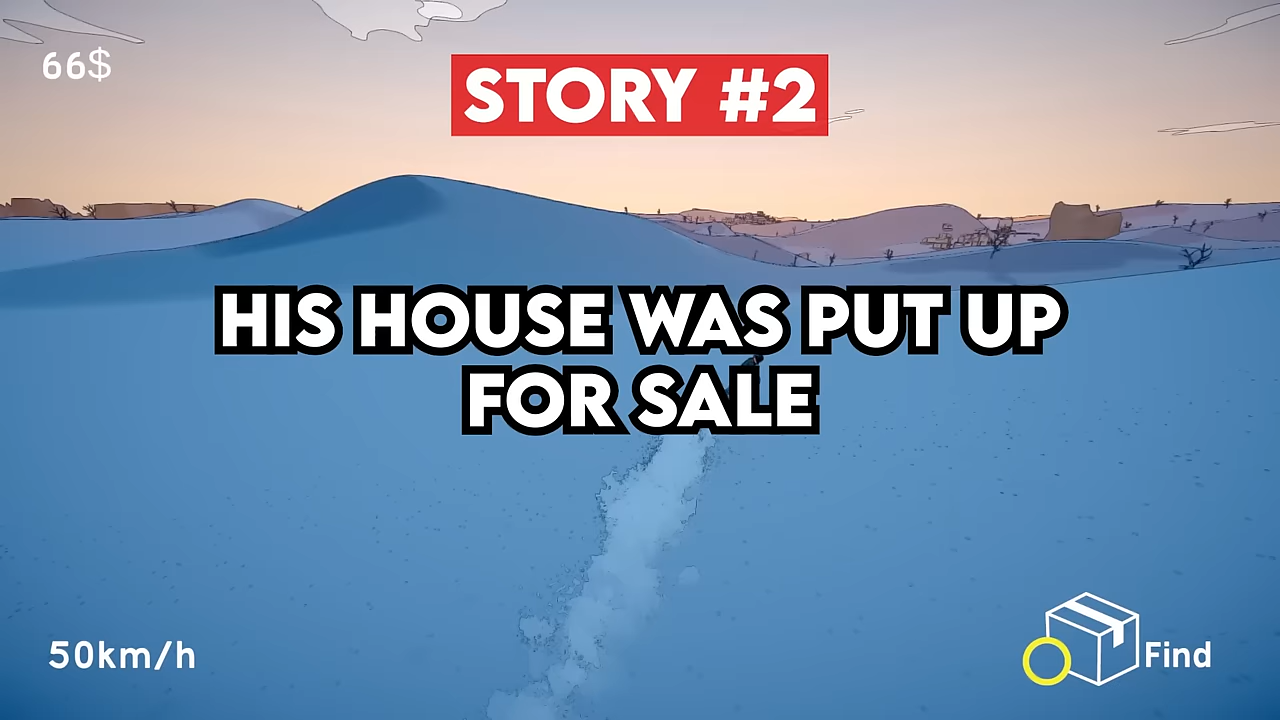 66$
STORY #2
HIS HOUSE WAS PUT UP
FOR SALE
50km/h
Find